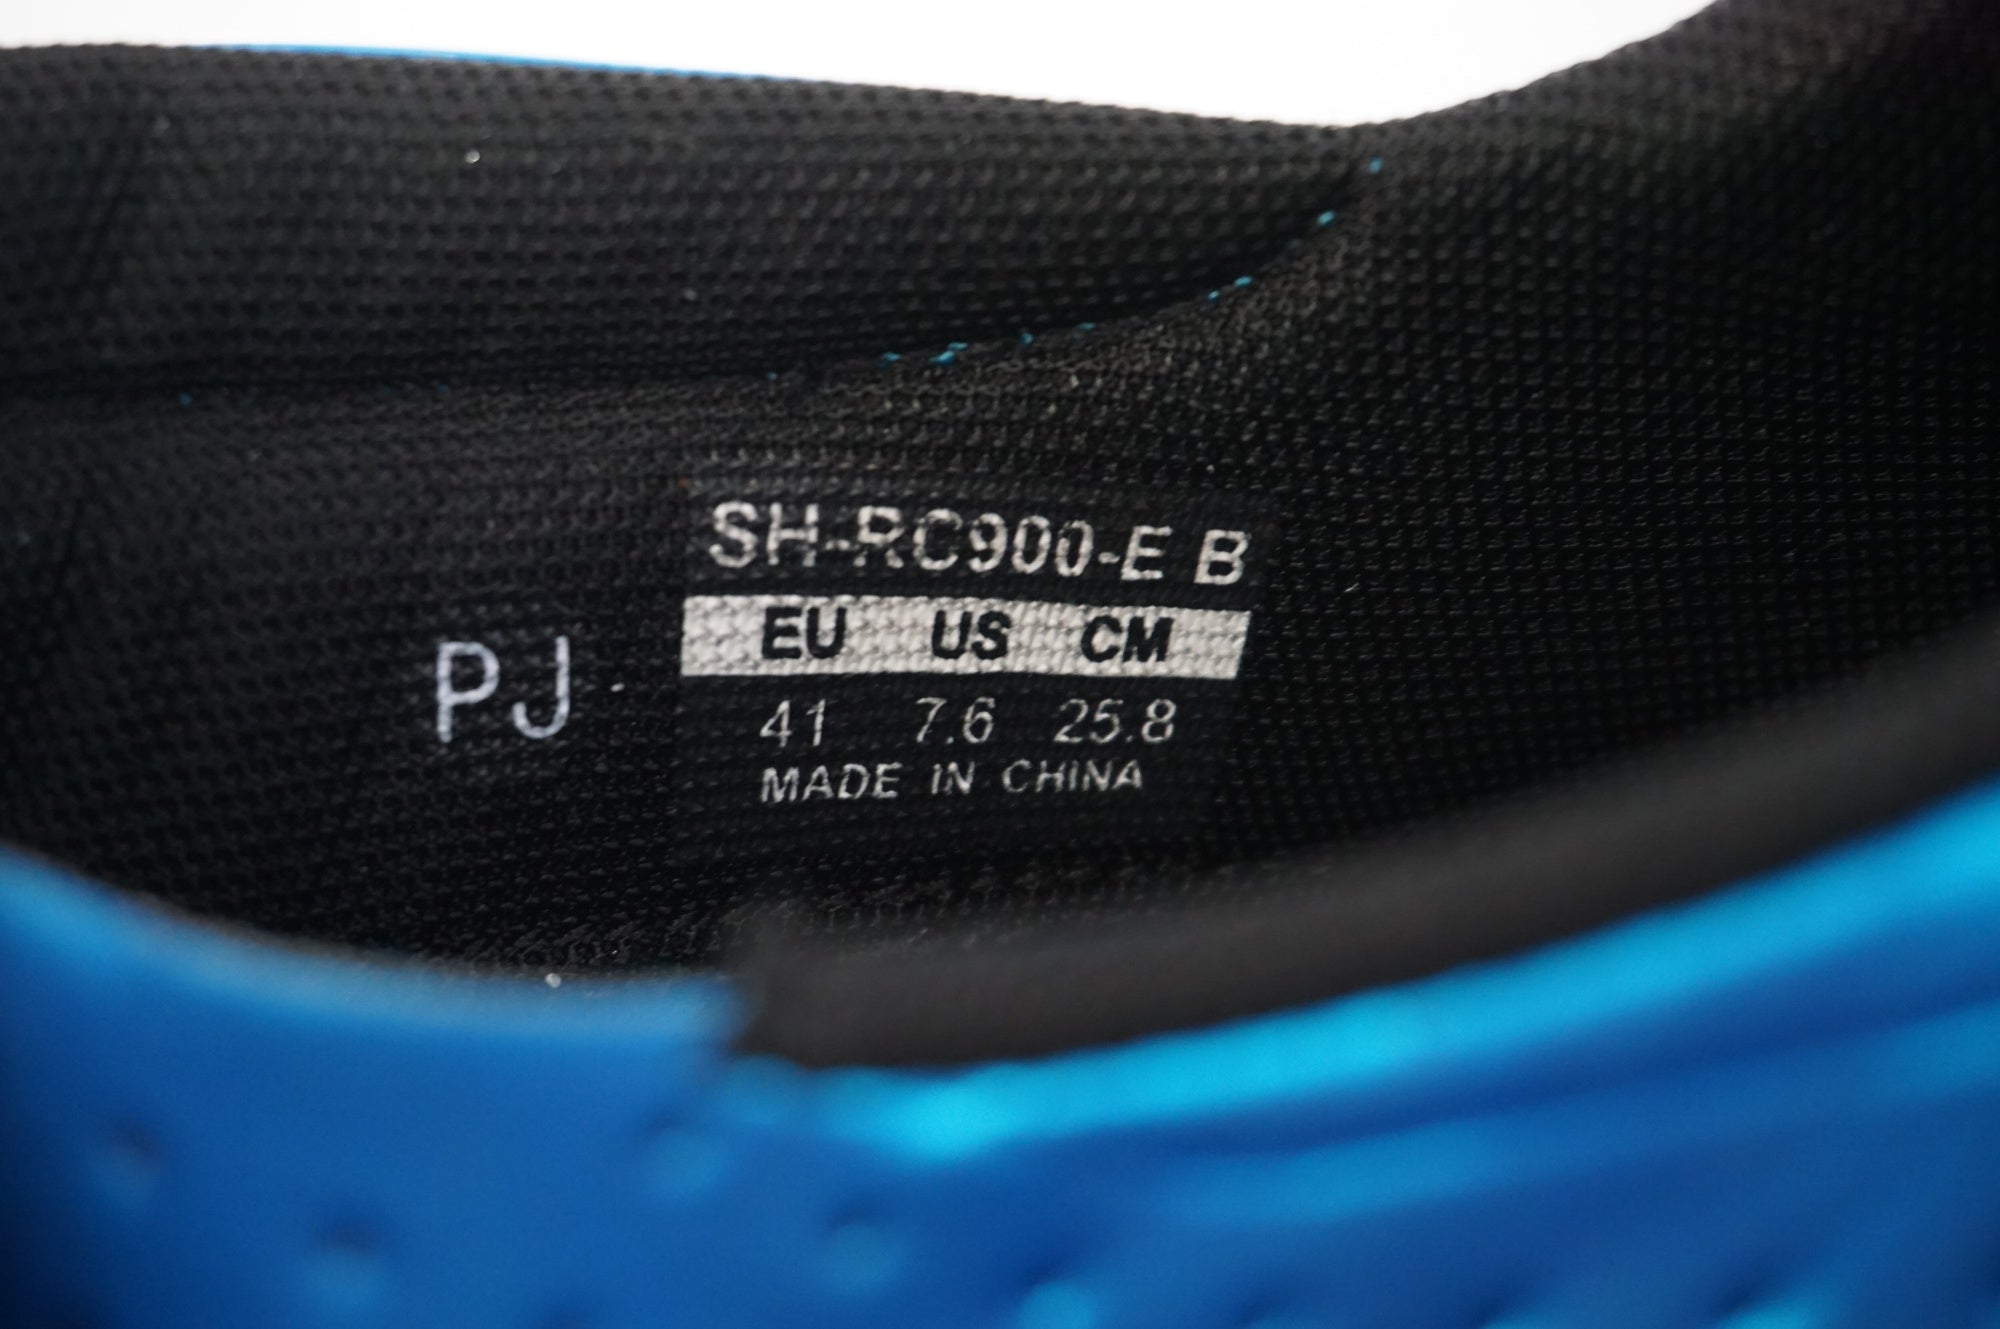 SH-RC900-E B
EU US CM
PJ
41 7.6 25.8
MADE IN CHINA